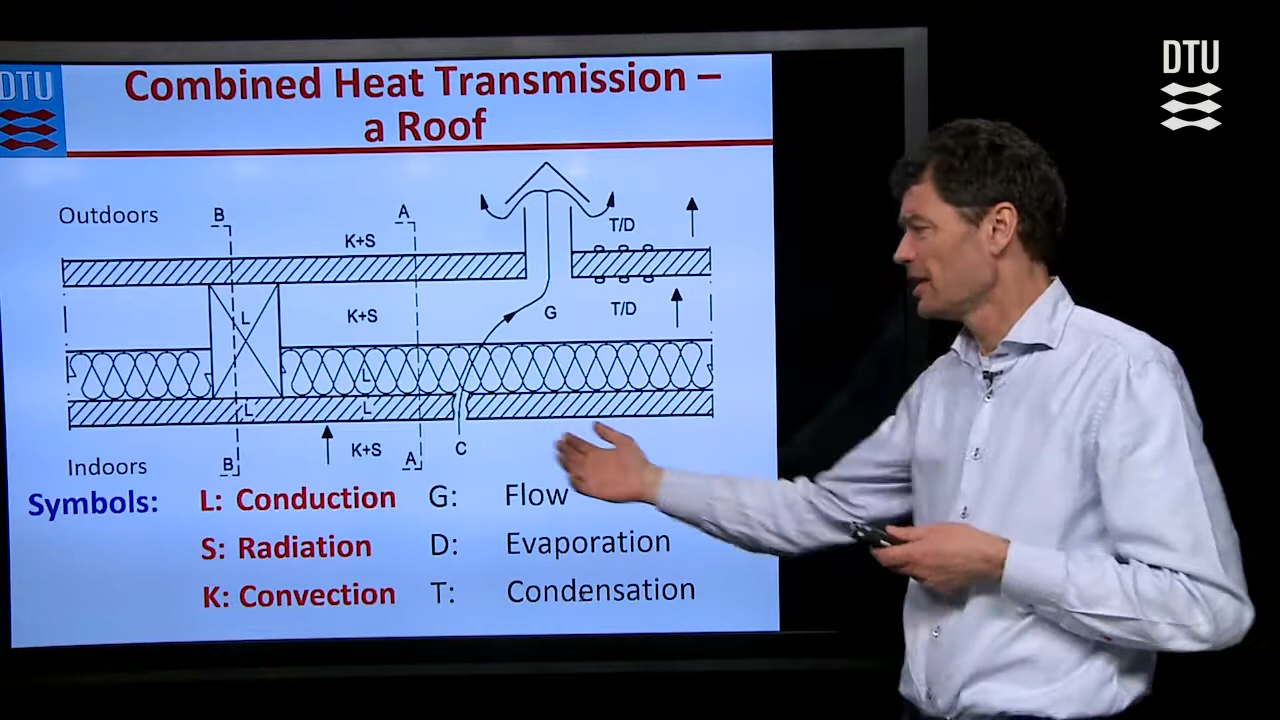 DTU
DTU
Combined Heat Transmission –
a Roof
Outdoors
B
A
K+S
T/D
L
K+S
G
T/D
L
L
L
Indoors
B
K+S
A
C
Symbols:
L: Conduction
G: Flow
S: Radiation
D: Evaporation
K: Convection
T: Condensation